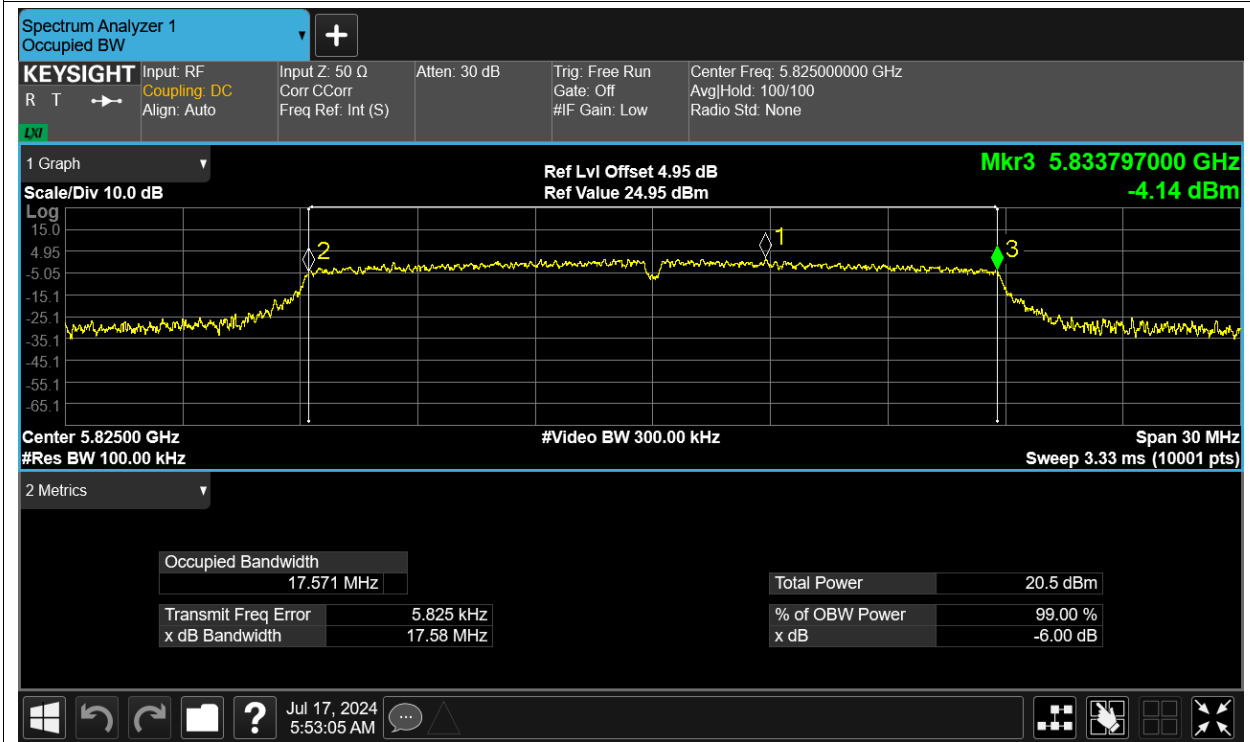 Spectrum Analyzer 1
Occupied BW
KEYSIGHT
R T
LXI
Input: RF
Coupling: DC
Align: Auto
Input Z: 50 Ω
Corr CCorr
Freq Ref: Int (S)
Atten: 30 dB
Trig: Free Run
Gate: Off
#IF Gain: Low
Center Freq: 5.825000000 GHz
Avg|Hold: 100/100
Radio Std: None
1 Graph
Scale/Div 10.0 dB
Ref Lvl Offset 4.95 dB
Ref Value 24.95 dBm
Mkr3 5.833797000 GHz
-4.14 dBm
Log
15.0
4.95
-5.05
-15.1
-25.1
-35.1
-45.1
-55.1
-65.1
2
1
3
Center 5.82500 GHz
#Res BW 100.00 kHz
#Video BW 300.00 kHz
Span 30 MHz
Sweep 3.33 ms (10001 pts)
2 Metrics
Occupied Bandwidth
17.571 MHz
Transmit Freq Error 5.825 kHz
x dB Bandwidth 17.58 MHz
Total Power 20.5 dBm
% of OBW Power 99.00 %
x dB -6.00 dB
?
Jul 17, 2024
5:53:05 AM